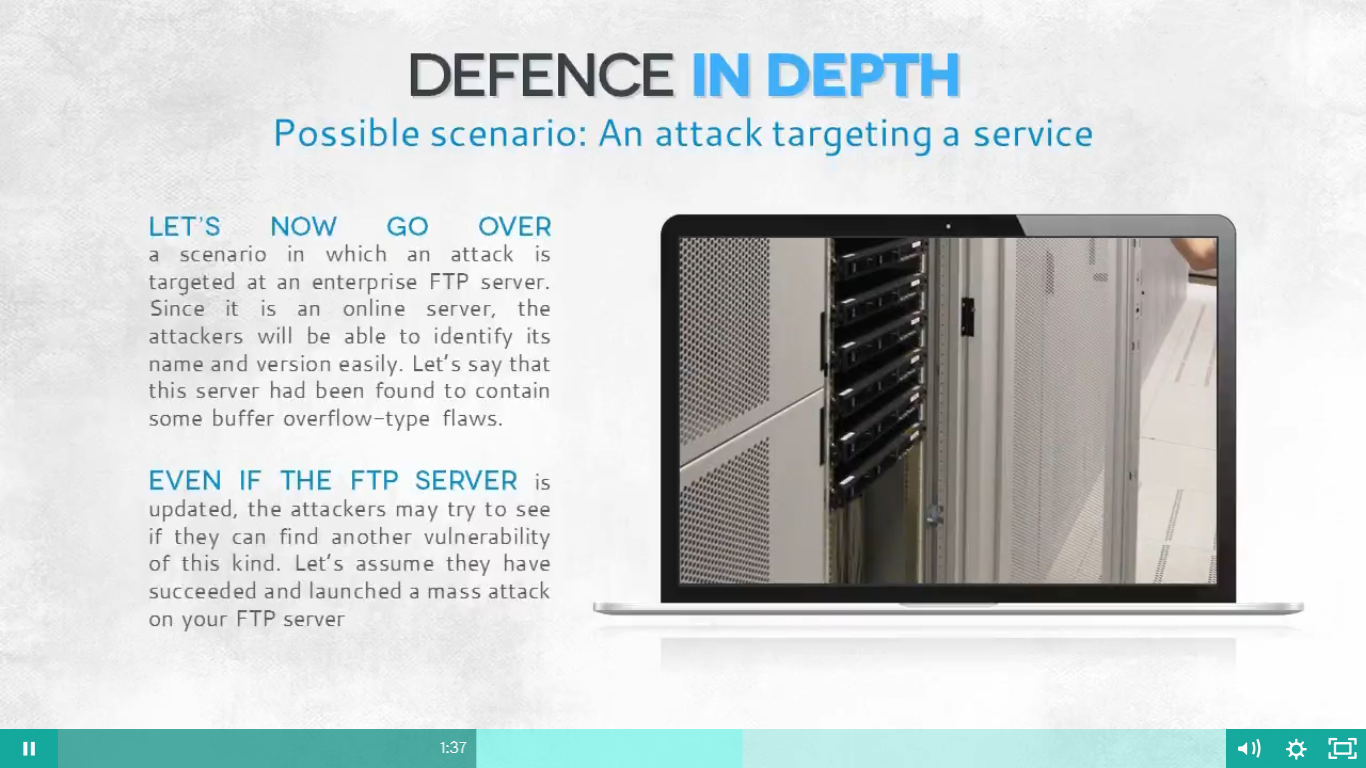 DEFENCE IN DEPTH
Possible scenario: An attack targeting a service
LET'S NOW GO OVER
a scenario in which an attack is
targeted at an enterprise FTP server.
Since it is an online server, the
attackers will be able to identify its
name and version easily. Let's say that
this server had been found to contain
some buffer overflow-type flaws.
EVEN IF THE FTP SERVER is
updated, the attackers may try to see
if they can find another vulnerability
of this kind. Let's assume they have
succeeded and launched a mass attack
on your FTP server
1:37